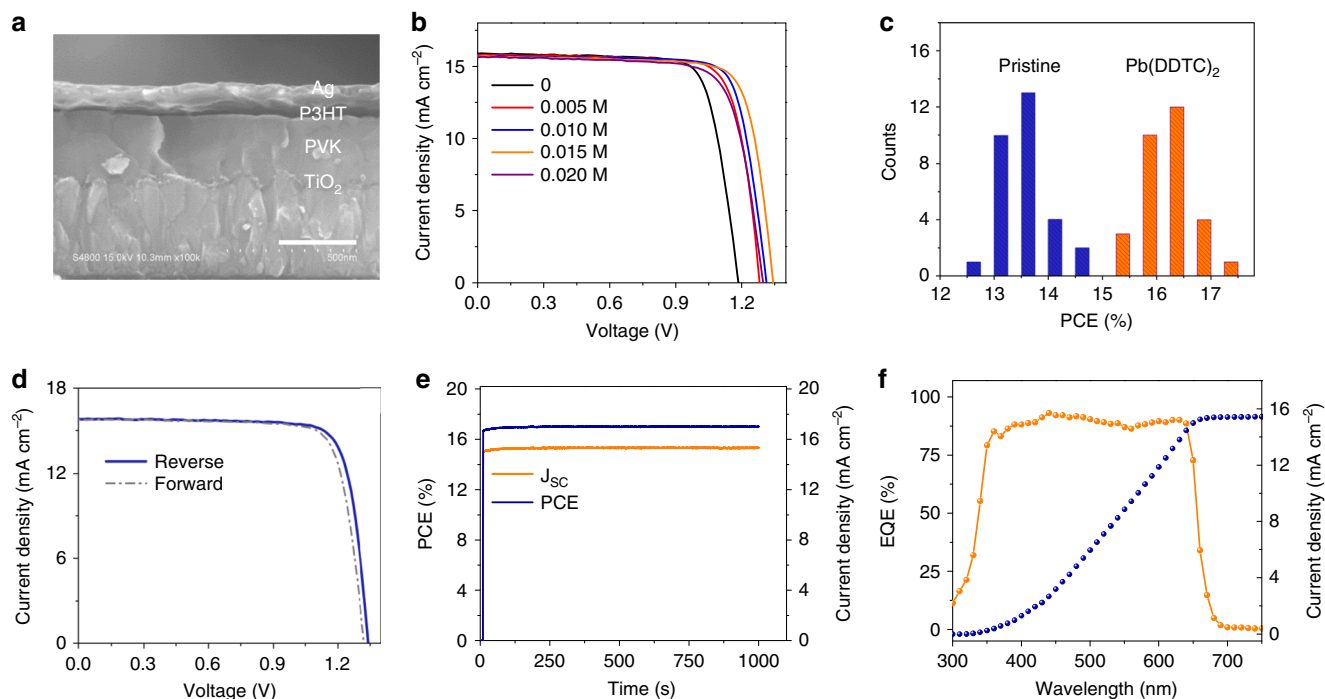 a
Ag
P3HT
PVK
TiO2
S4800 15.0kV 10.3mm x100k
500nm
b
Current density (mA cm−2)
15
10
5
0
0
0.005 M
0.010 M
0.015 M
0.020 M
0.0 0.3 0.6 0.9 1.2
Voltage (V)
c
Counts
16
12
8
4
0
Pristine
Pb(DDTC)2
12 13 14 15 16 17
PCE (%)
d
Current density (mA cm−2)
18
12
6
0
Reverse
Forward
0.0 0.3 0.6 0.9 1.2
Voltage (V)
e
PCE (%)
20
16
12
8
4
0
JSC
PCE
20
16
12
8
4
0
Current density (mA cm−2)
0 250 500 750 1000
Time (s)
f
EQE (%)
100
75
50
25
0
16
12
8
4
0
Current density (mA cm−2)
300 400 500 600 700
Wavelength (nm)